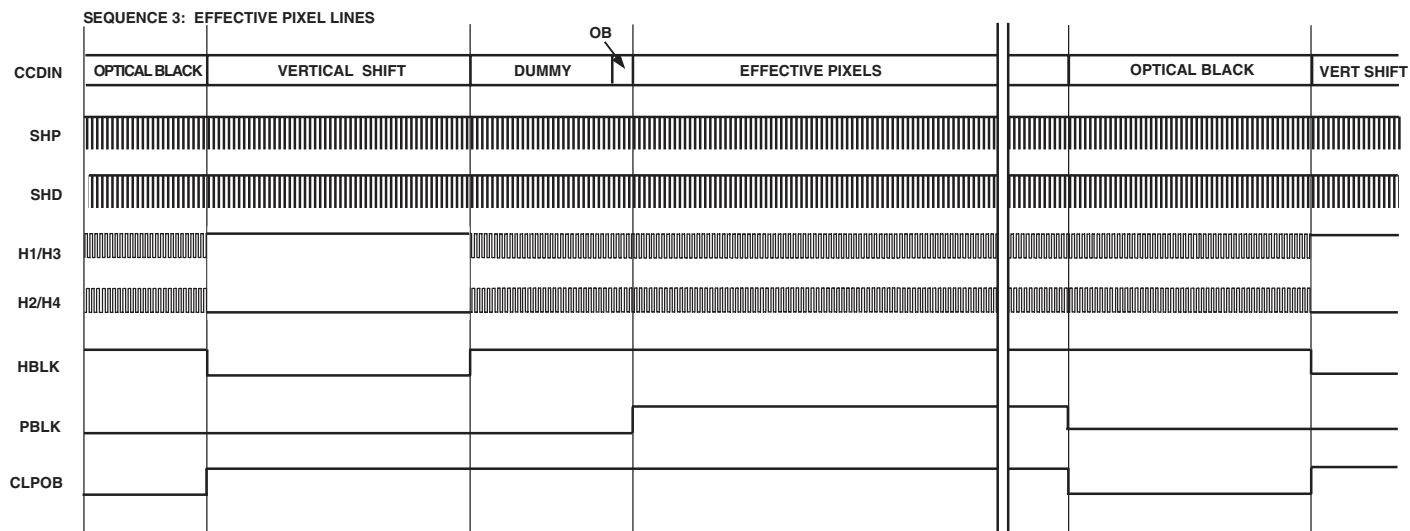 SEQUENCE 3: EFFECTIVE PIXEL LINES
OB
CCDIN OPTICAL BLACK VERTICAL SHIFT DUMMY EFFECTIVE PIXELS OPTICAL BLACK VERT SHIFT
SHP
SHD
H1/H3
H2/H4
HBLK
PBLK
CLPOB